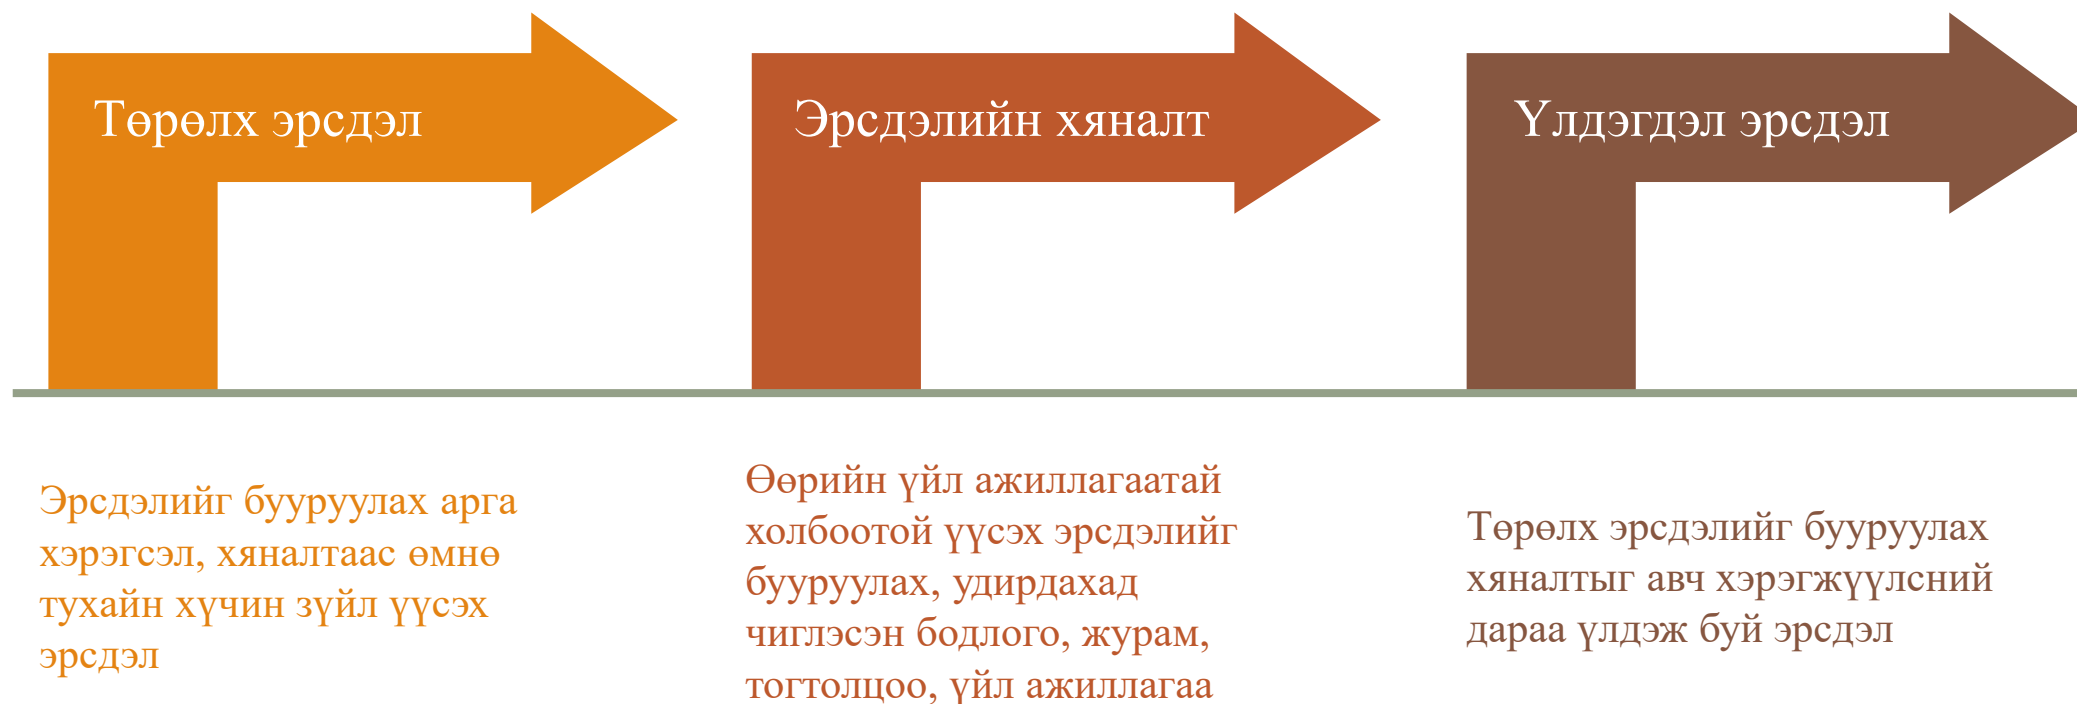 Төрөлх эрсдэл
Эрсдэлийн хяналт
Үлдэгдэл эрсдэл
Эрсдэлийг бууруулах арга
хэрэгсэл, хяналтаас өмнө
тухайн хүчин зүйл үүсэх
эрсдэл
Өөрийн үйл ажиллагаатай
холбоотой үүсэх эрсдэлийг
бууруулах, удирдахад
чиглэсэн бодлого, журам,
тогтолцоо, үйл ажиллагаа
Төрөлх эрсдэлийг бууруулах
хяналтыг авч хэрэгжүүлсний
дараа үлдэж буй эрсдэл